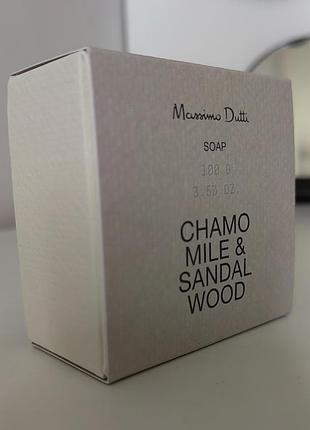 Massimo Dutti
SOAP
100 G
3.53 OZ.
CHAMO
MILE &
SANDAL
WOOD